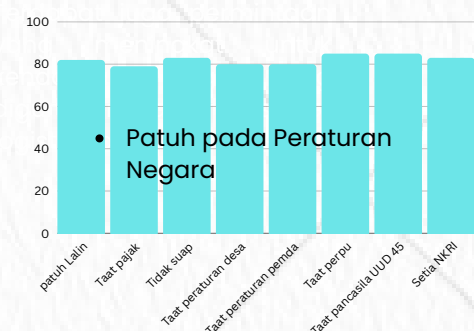 100
80
60
40
20
0
• Patuh pada Peraturan
Negara
patuh Lalin
Taat pajak
Tidak suap
Taat peraturan desa
Taat peraturan pemda
Taat perpu
Taat pancasila UUD 45
Setia NKRI